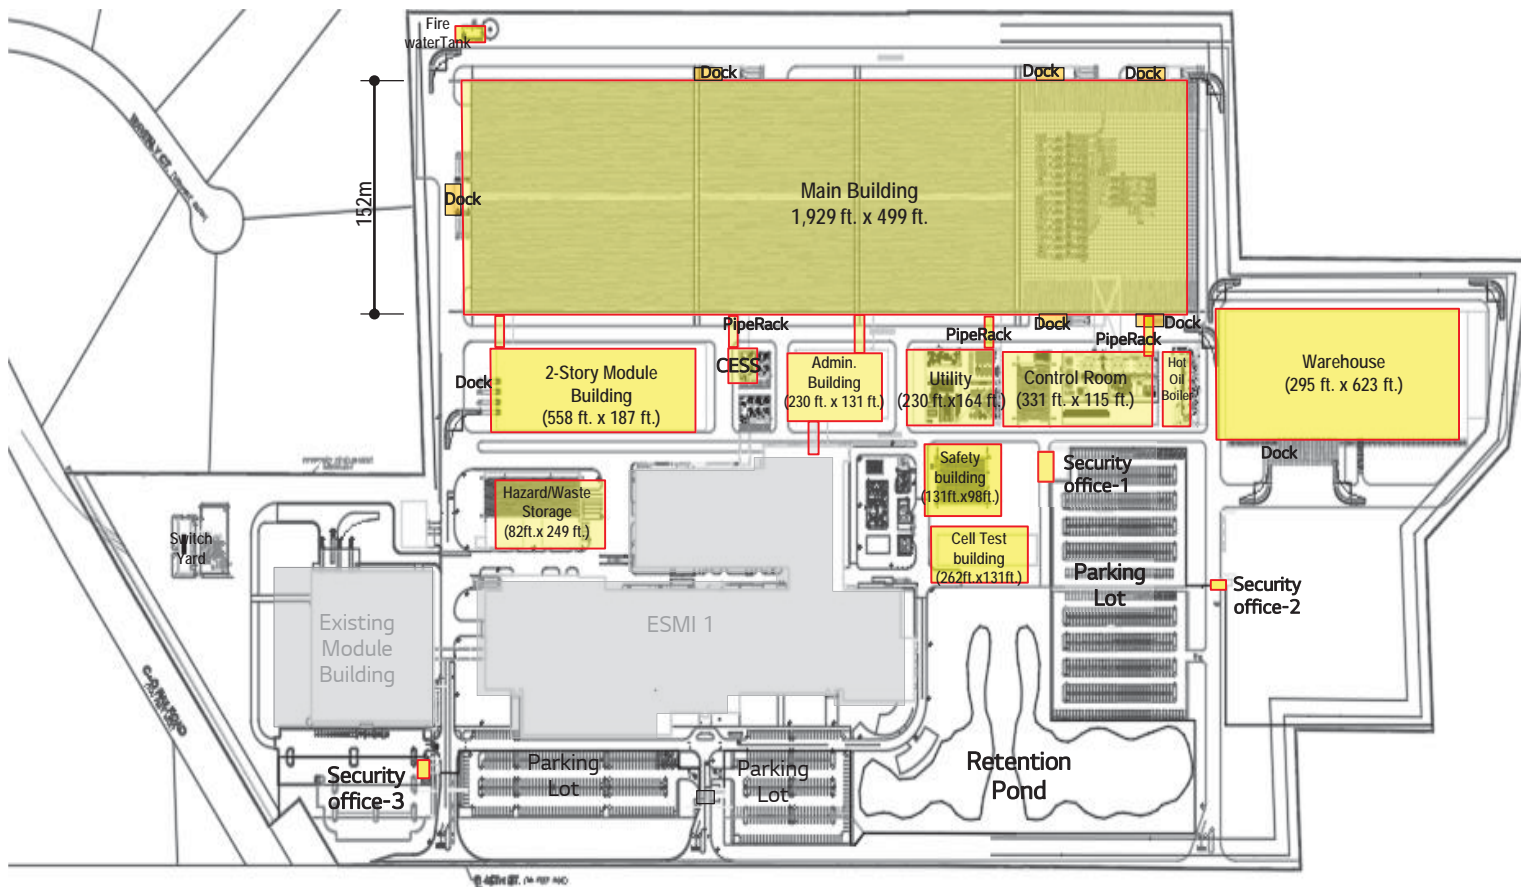 Fire
waterTank
Dock
Dock
Dock
152m
Dock
Main Building
1,929 ft. x 499 ft.
PipeRack
PipeRack
Dock
PipeRack
Dock
Dock
2-Story Module
Building
(558 ft. x 187 ft.)
CESS
Admin.
Building
(230 ft. x 131 ft.)
Utility
(230 ft.x164 ft.)
Control Room
(331 ft. x 115 ft.)
Hot
Oil
Boiler
Warehouse
(295 ft. x 623 ft.)
Dock
Hazard/Waste
Storage
(82ft.x 249 ft.)
Safety
building
(131ft.x98ft.)
Security
office-1
Cell Test
building
(262ft.x131ft.)
Switch
Yard
Parking
Lot
Security
office-2
Existing
Module
Building
ESMI 1
Security
office-3
Parking
Lot
Parking
Lot
Retention
Pond